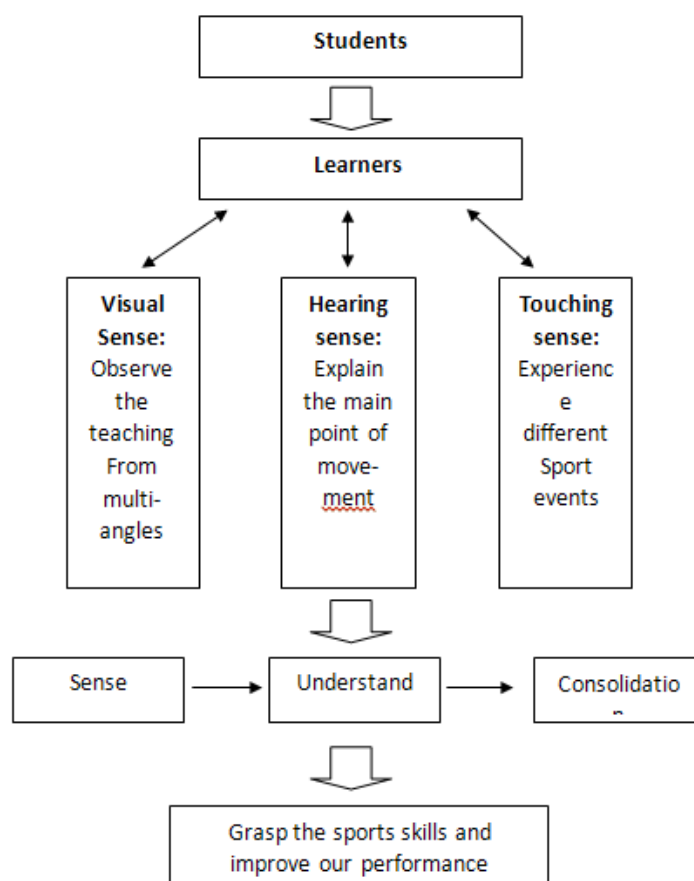 Students
Learners
Visual
Sense:
Observe
the
teaching
From
multi-
angles
Hearing
sense:
Explain
the main
point of
move-
ment
Touching
sense:
Experienc
e
different
Sport
events
Sense
Understand
Consolidatio
n
Grasp the sports skills and
improve our performance